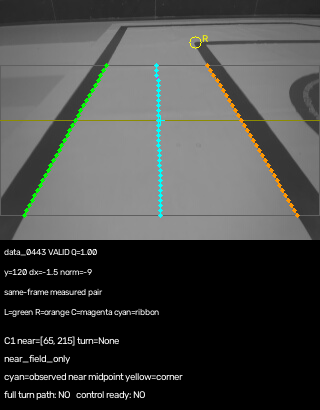 R
data_0443 VALID Q=1.00
y=120 dx=-1.5 norm=-9
same-frame measured pair
L=green R=orange C=magenta cyan=ribbon
C1 near=[65, 215] turn=None
near_field_only
cyan=observed near midpoint yellow=corner
full turn path: NO control ready: NO